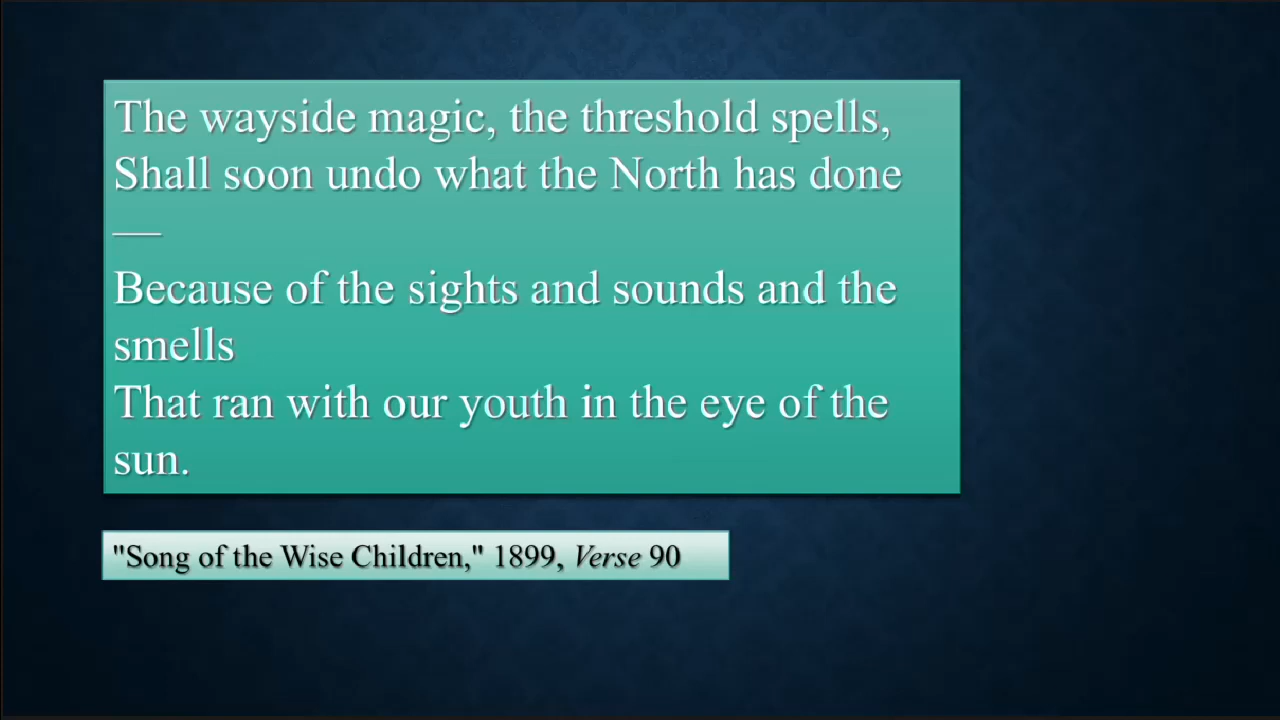 The wayside magic, the threshold spells,
Shall soon undo what the North has done
—
Because of the sights and sounds and the
smells
That ran with our youth in the eye of the
sun.
"Song of the Wise Children," 1899, Verse 90